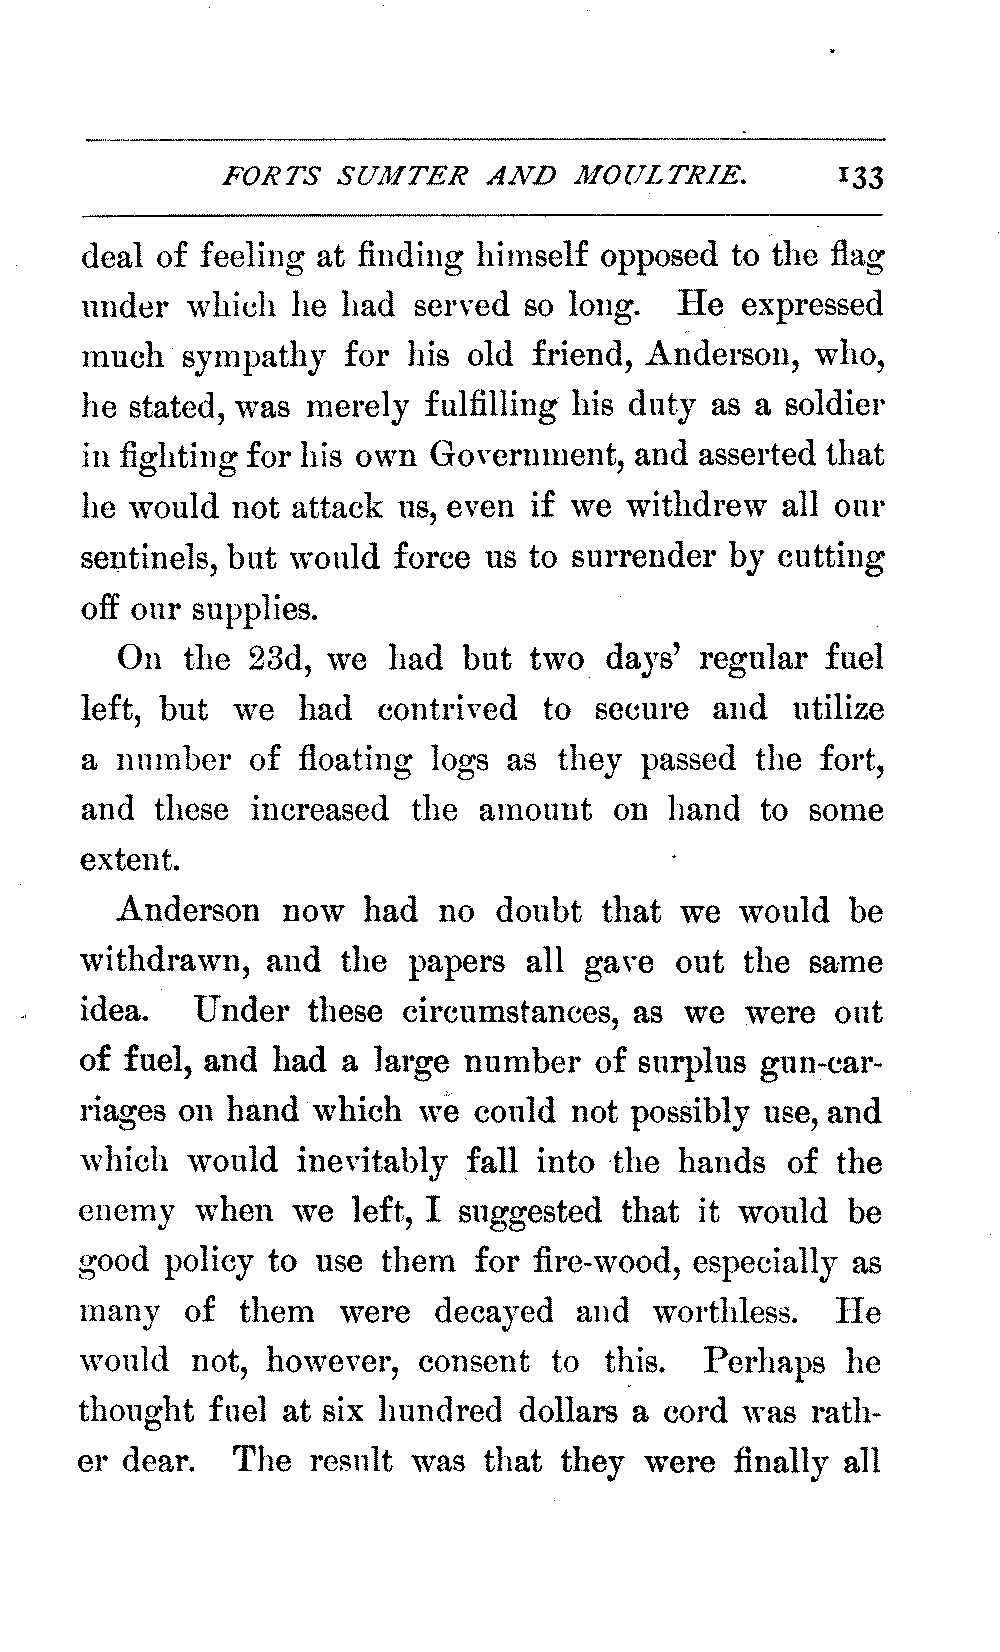 FORTS SUMTER AND MOULTRIE. 133
deal of feeling at finding himself opposed to the flag
under which he had served so long. He expressed
much sympathy for his old friend, Anderson, who,
he stated, was merely fulfilling his duty as a soldier
in fighting for his own Government, and asserted that
he would not attack us, even if we withdrew all our
sentinels, but would force us to surrender by cutting
off our supplies.
On the 23d, we had but two days' regular fuel
left, but we had contrived to secure and utilize
a number of floating logs as they passed the fort,
and these increased the amount on hand to some
extent.
Anderson now had no doubt that we would be
withdrawn, and the papers all gave out the same
idea. Under these circumstances, as we were out
of fuel, and had a large number of surplus gun-car-
riages on hand which we could not possibly use, and
which would inevitably fall into the hands of the
enemy when we left, I suggested that it would be
good policy to use them for fire-wood, especially as
many of them were decayed and worthless. He
would not, however, consent to this. Perhaps he
thought fuel at six hundred dollars a cord was rath-
er dear. The result was that they were finally all